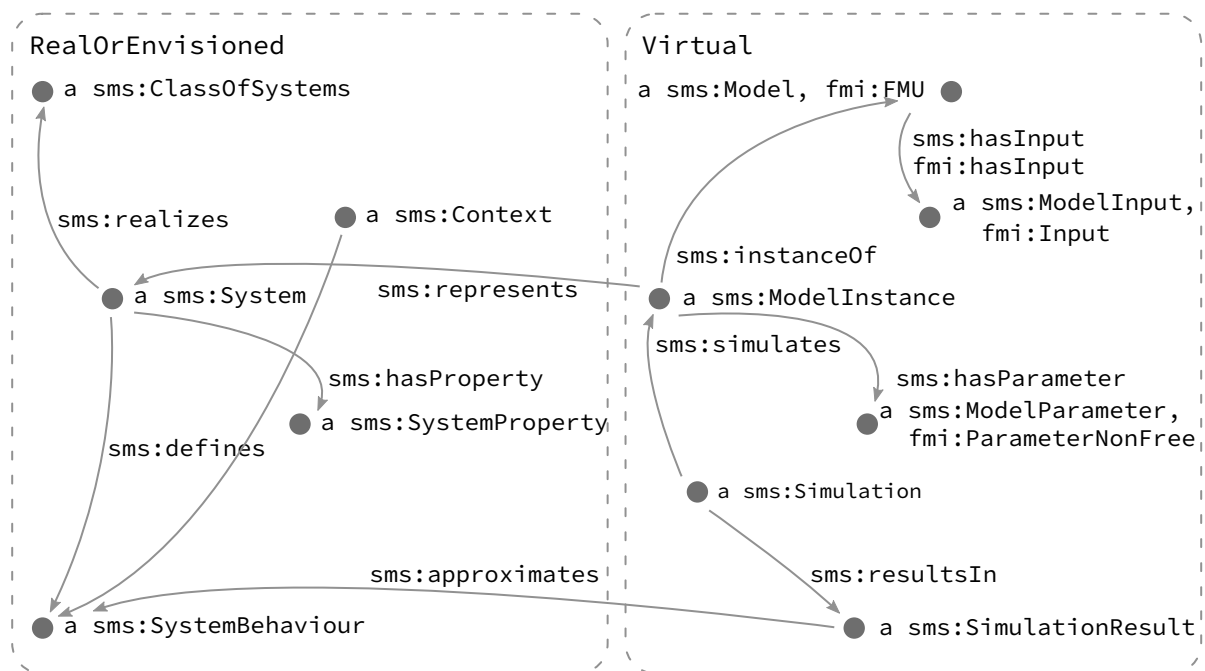 RealOrEnvisioned
a sms:ClassOfSystems
sms:realizes
a sms:Context
a sms:System
sms:hasProperty
a sms:SystemProperty
sms:defines
a sms:SystemBehaviour
sms:represents
sms:approximates
Virtual
a sms:Model, fmi:FMU
sms:hasInput
fmi:hasInput
a sms:ModelInput,
fmi:Input
sms:instanceOf
a sms:ModelInstance
sms:simulates
sms:hasParameter
a sms:ModelParameter,
fmi:ParameterNonFree
a sms:Simulation
sms:resultsIn
a sms:SimulationResult